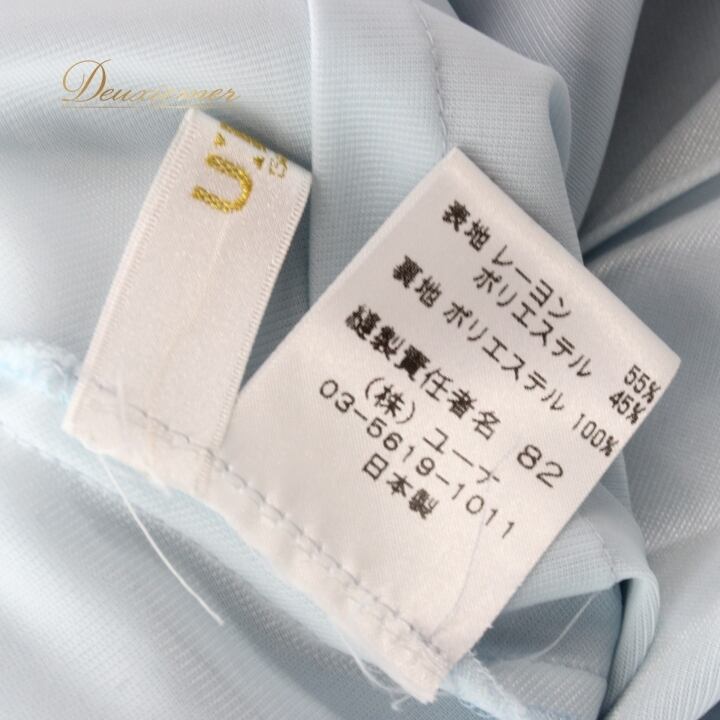 Deuxiemer
表地 レーヨン 55%
ポリエステル 45%
裏地 ポリエステル 100%
縫製責任者名 82
(株) ユーナ
03-5619-1011
日本製